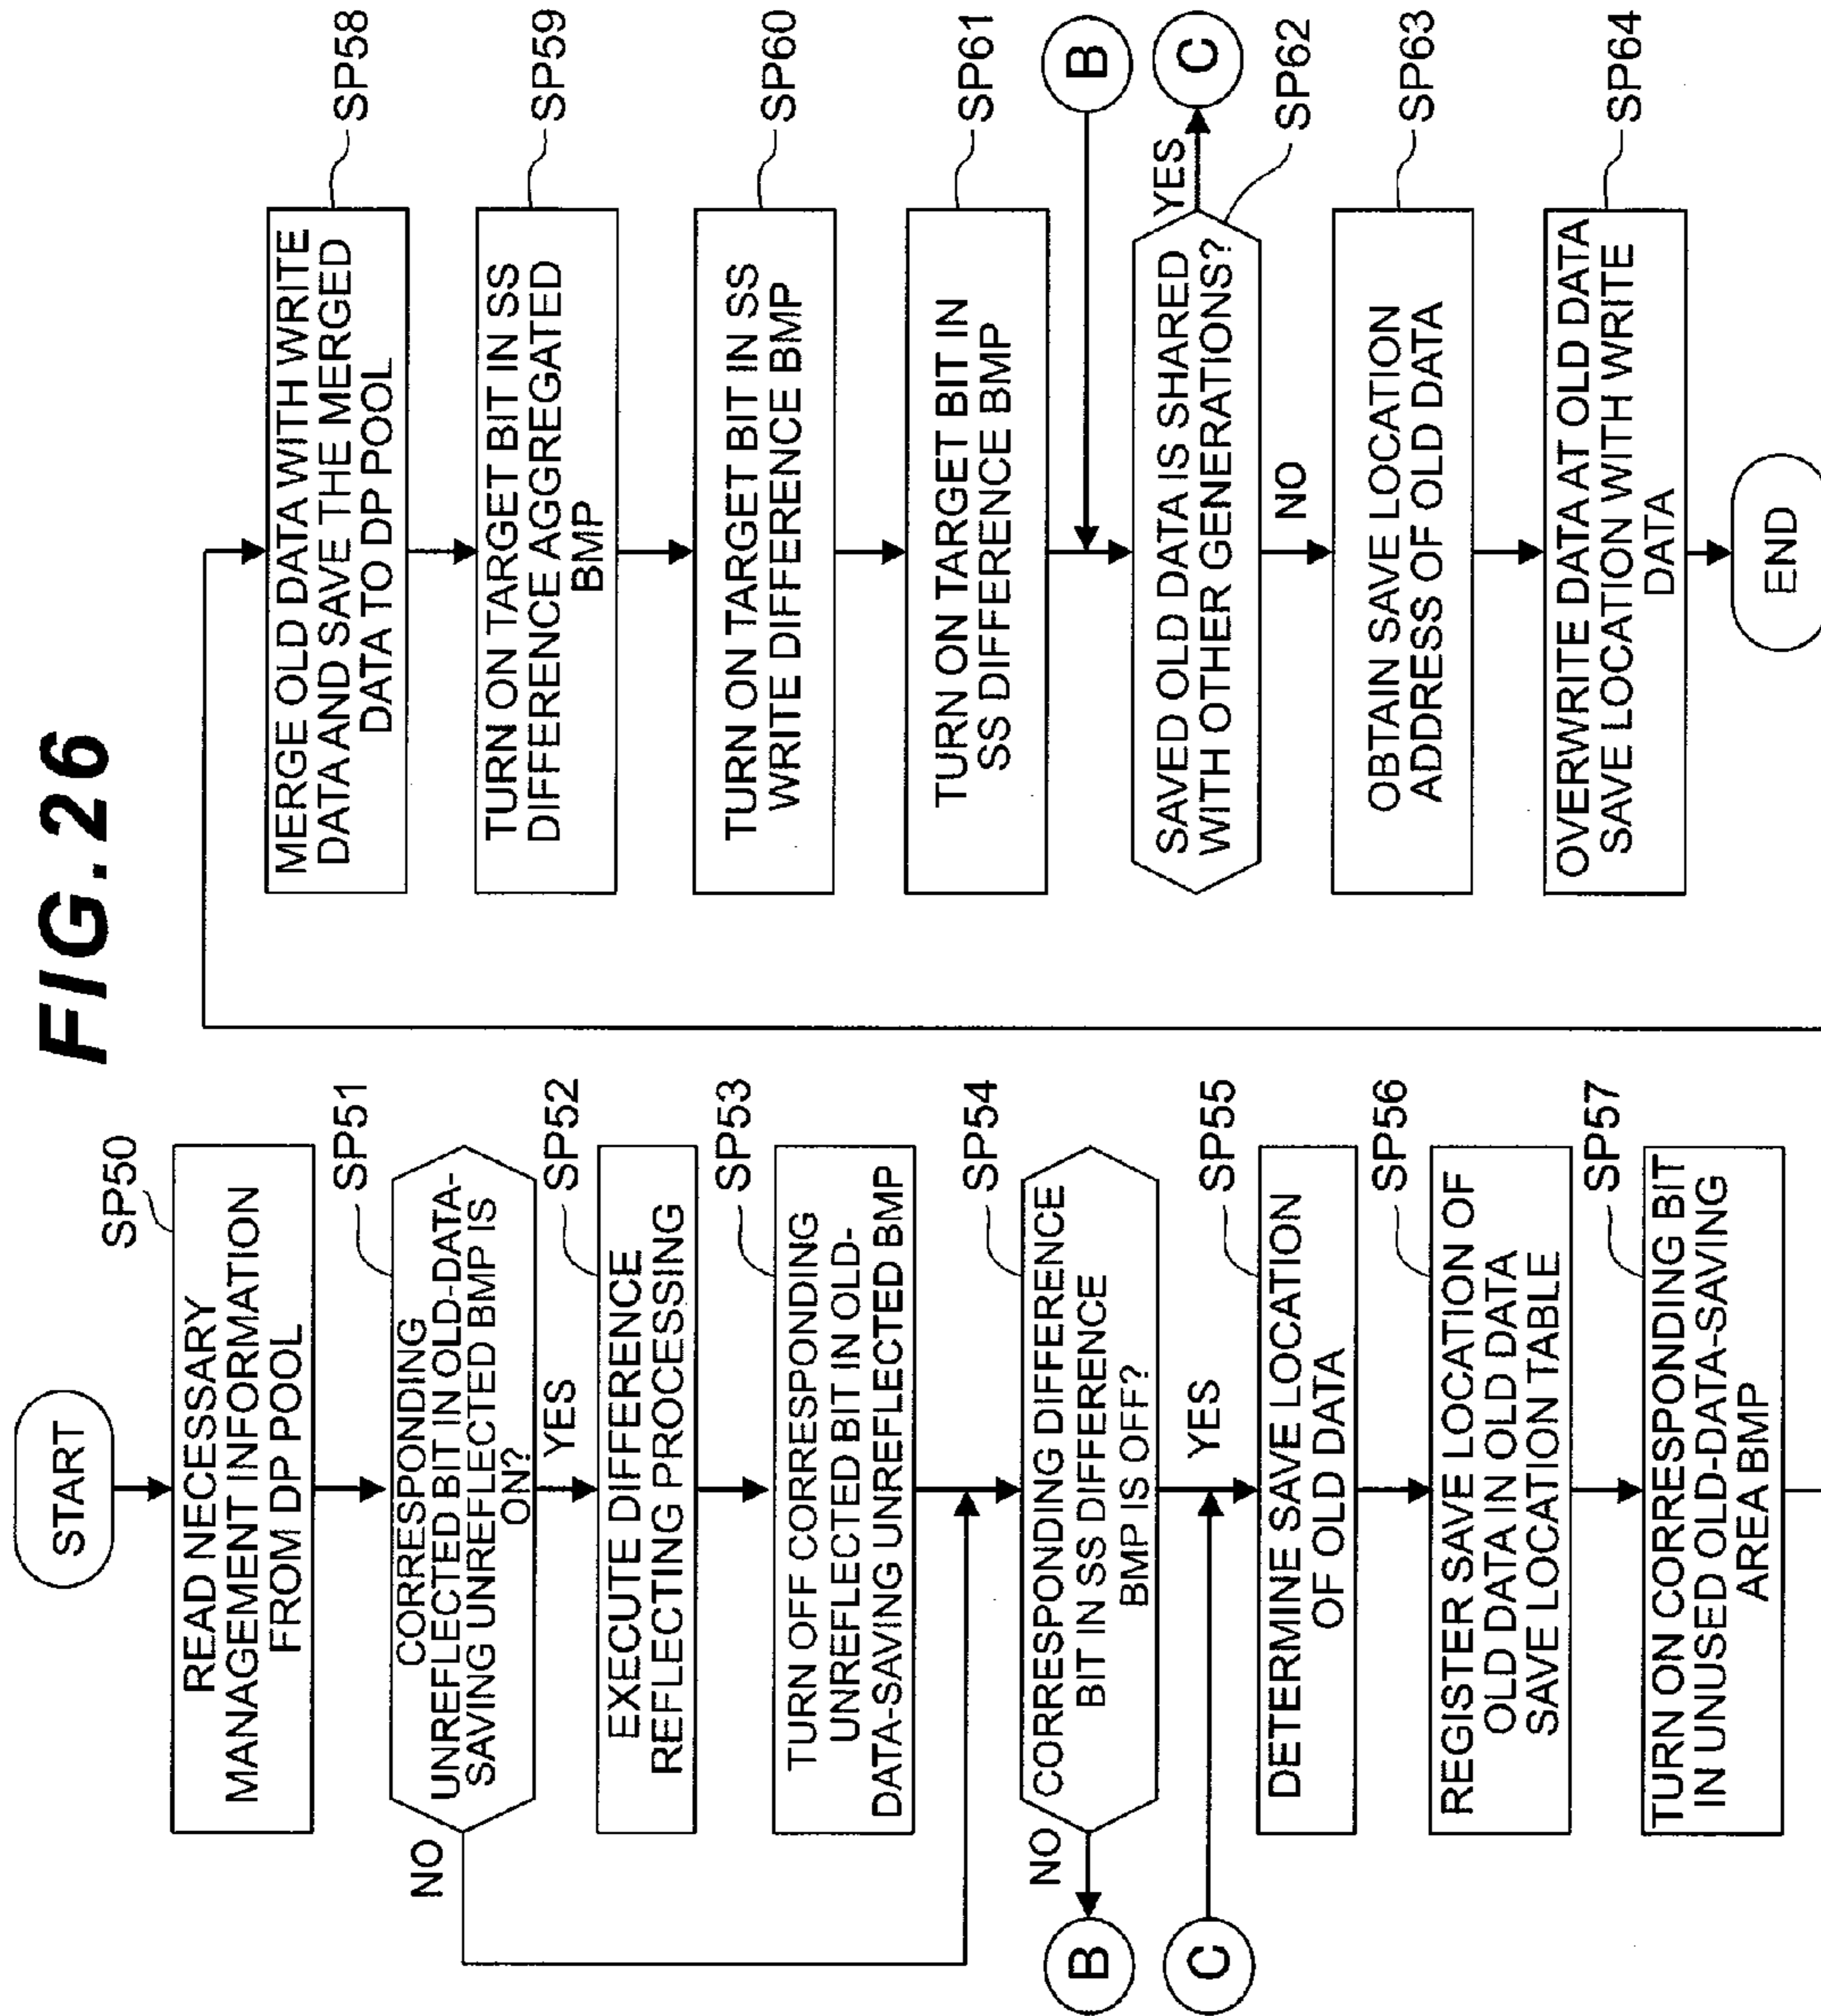 FIG.26
START
SP50
READ NECESSARY
MANAGEMENT INFORMATION
FROM DP POOL
SP51
CORRESPONDING
UNREFLECTED BIT IN OLD-DATA-
SAVING UNREFLECTED BMP IS
ON?
NO
YES
SP52
EXECUTE DIFFERENCE
REFLECTING PROCESSING
SP53
TURN OFF CORRESPONDING
UNREFLECTED BIT IN OLD-
DATA-SAVING UNREFLECTED BMP
SP54
CORRESPONDING DIFFERENCE
BIT IN SS DIFFERENCE
BMP IS OFF?
NO
B
YES
C
SP55
DETERMINE SAVE LOCATION
OF OLD DATA
SP56
REGISTER SAVE LOCATION OF
OLD DATA IN OLD DATA
SAVE LOCATION TABLE
SP57
TURN ON CORRESPONDING BIT
IN UNUSED OLD-DATA-SAVING
AREA BMP
SP58
MERGE OLD DATA WITH WRITE
DATA AND SAVE THE MERGED
DATA TO DP POOL
SP59
TURN ON TARGET BIT IN SS
DIFFERENCE AGGREGATED
BMP
SP60
TURN ON TARGET BIT IN SS
WRITE DIFFERENCE BMP
SP61
TURN ON TARGET BIT IN
SS DIFFERENCE BMP
B
SAVED OLD DATA IS SHARED
WITH OTHER GENERATIONS?
YES
C
SP62
NO
SP63
OBTAIN SAVE LOCATION
ADDRESS OF OLD DATA
SP64
OVERWRITE DATA AT OLD DATA
SAVE LOCATION WITH WRITE
DATA
END